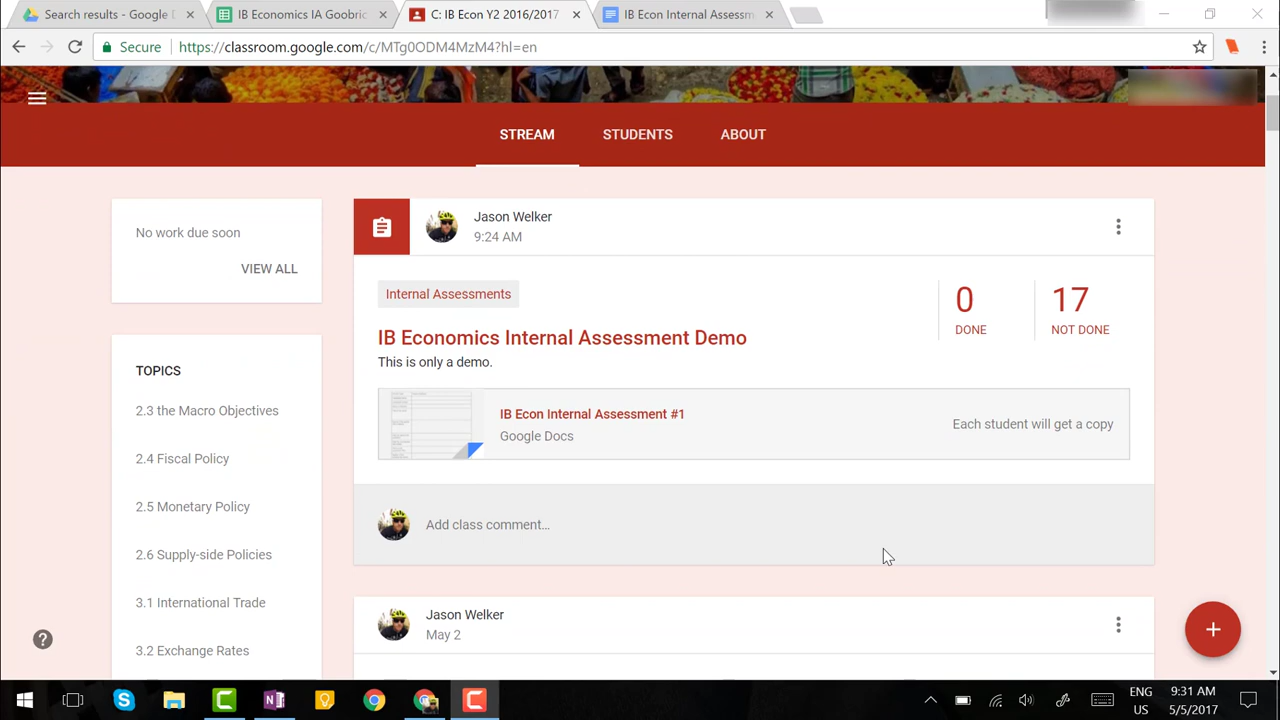 Search results - Google
IB Economics IA Goobric
C: IB Econ Y2 2016/2017
IB Econ Internal Assessm
Secure
https://classroom.google.com/c/MTg0ODM4MzM4?hl=en
STREAM
STUDENTS
ABOUT
No work due soon
VIEW ALL
TOPICS
2.3 the Macro Objectives
2.4 Fiscal Policy
2.5 Monetary Policy
2.6 Supply-side Policies
3.1 International Trade
3.2 Exchange Rates
Jason Welker
9:24 AM
Internal Assessments
0
DONE
17
NOT DONE
IB Economics Internal Assessment Demo
This is only a demo.
IB Econ Internal Assessment #1
Google Docs
Each student will get a copy
Add class comment...
Jason Welker
May 2
ENG
US
9:31 AM
5/5/2017